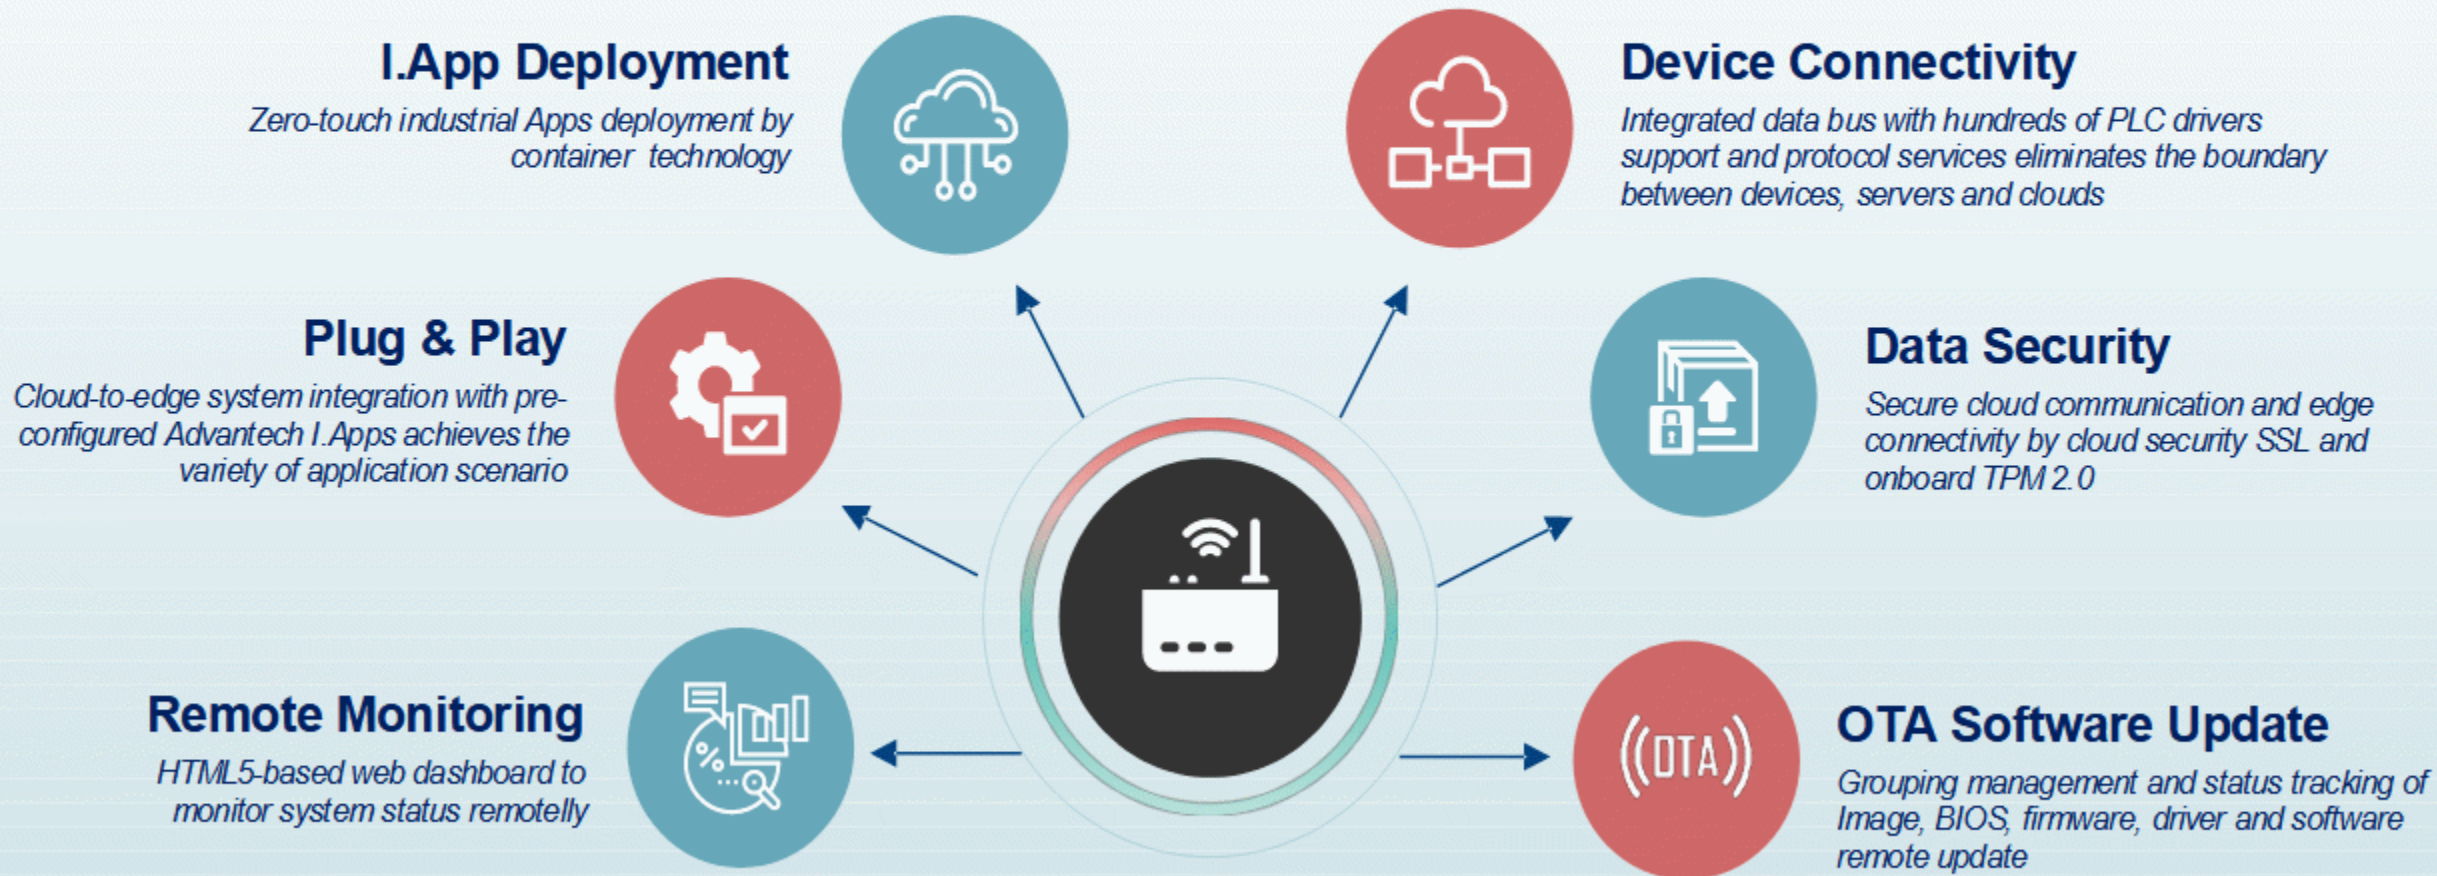 I.App Deployment
Zero-touch industrial Apps deployment by
container technology
Device Connectivity
Integrated data bus with hundreds of PLC drivers
support and protocol services eliminates the boundary
between devices, servers and clouds
Plug & Play
Cloud-to-edge system integration with pre-
configured Advantech I.Apps achieves the
variety of application scenario
Data Security
Secure cloud communication and edge
connectivity by cloud security SSL and
onboard TPM 2.0
Remote Monitoring
HTML5-based web dashboard to
monitor system status remotelly
%
((OTA))
OTA Software Update
Grouping management and status tracking of
Image, BIOS, firmware, driver and software
remote update